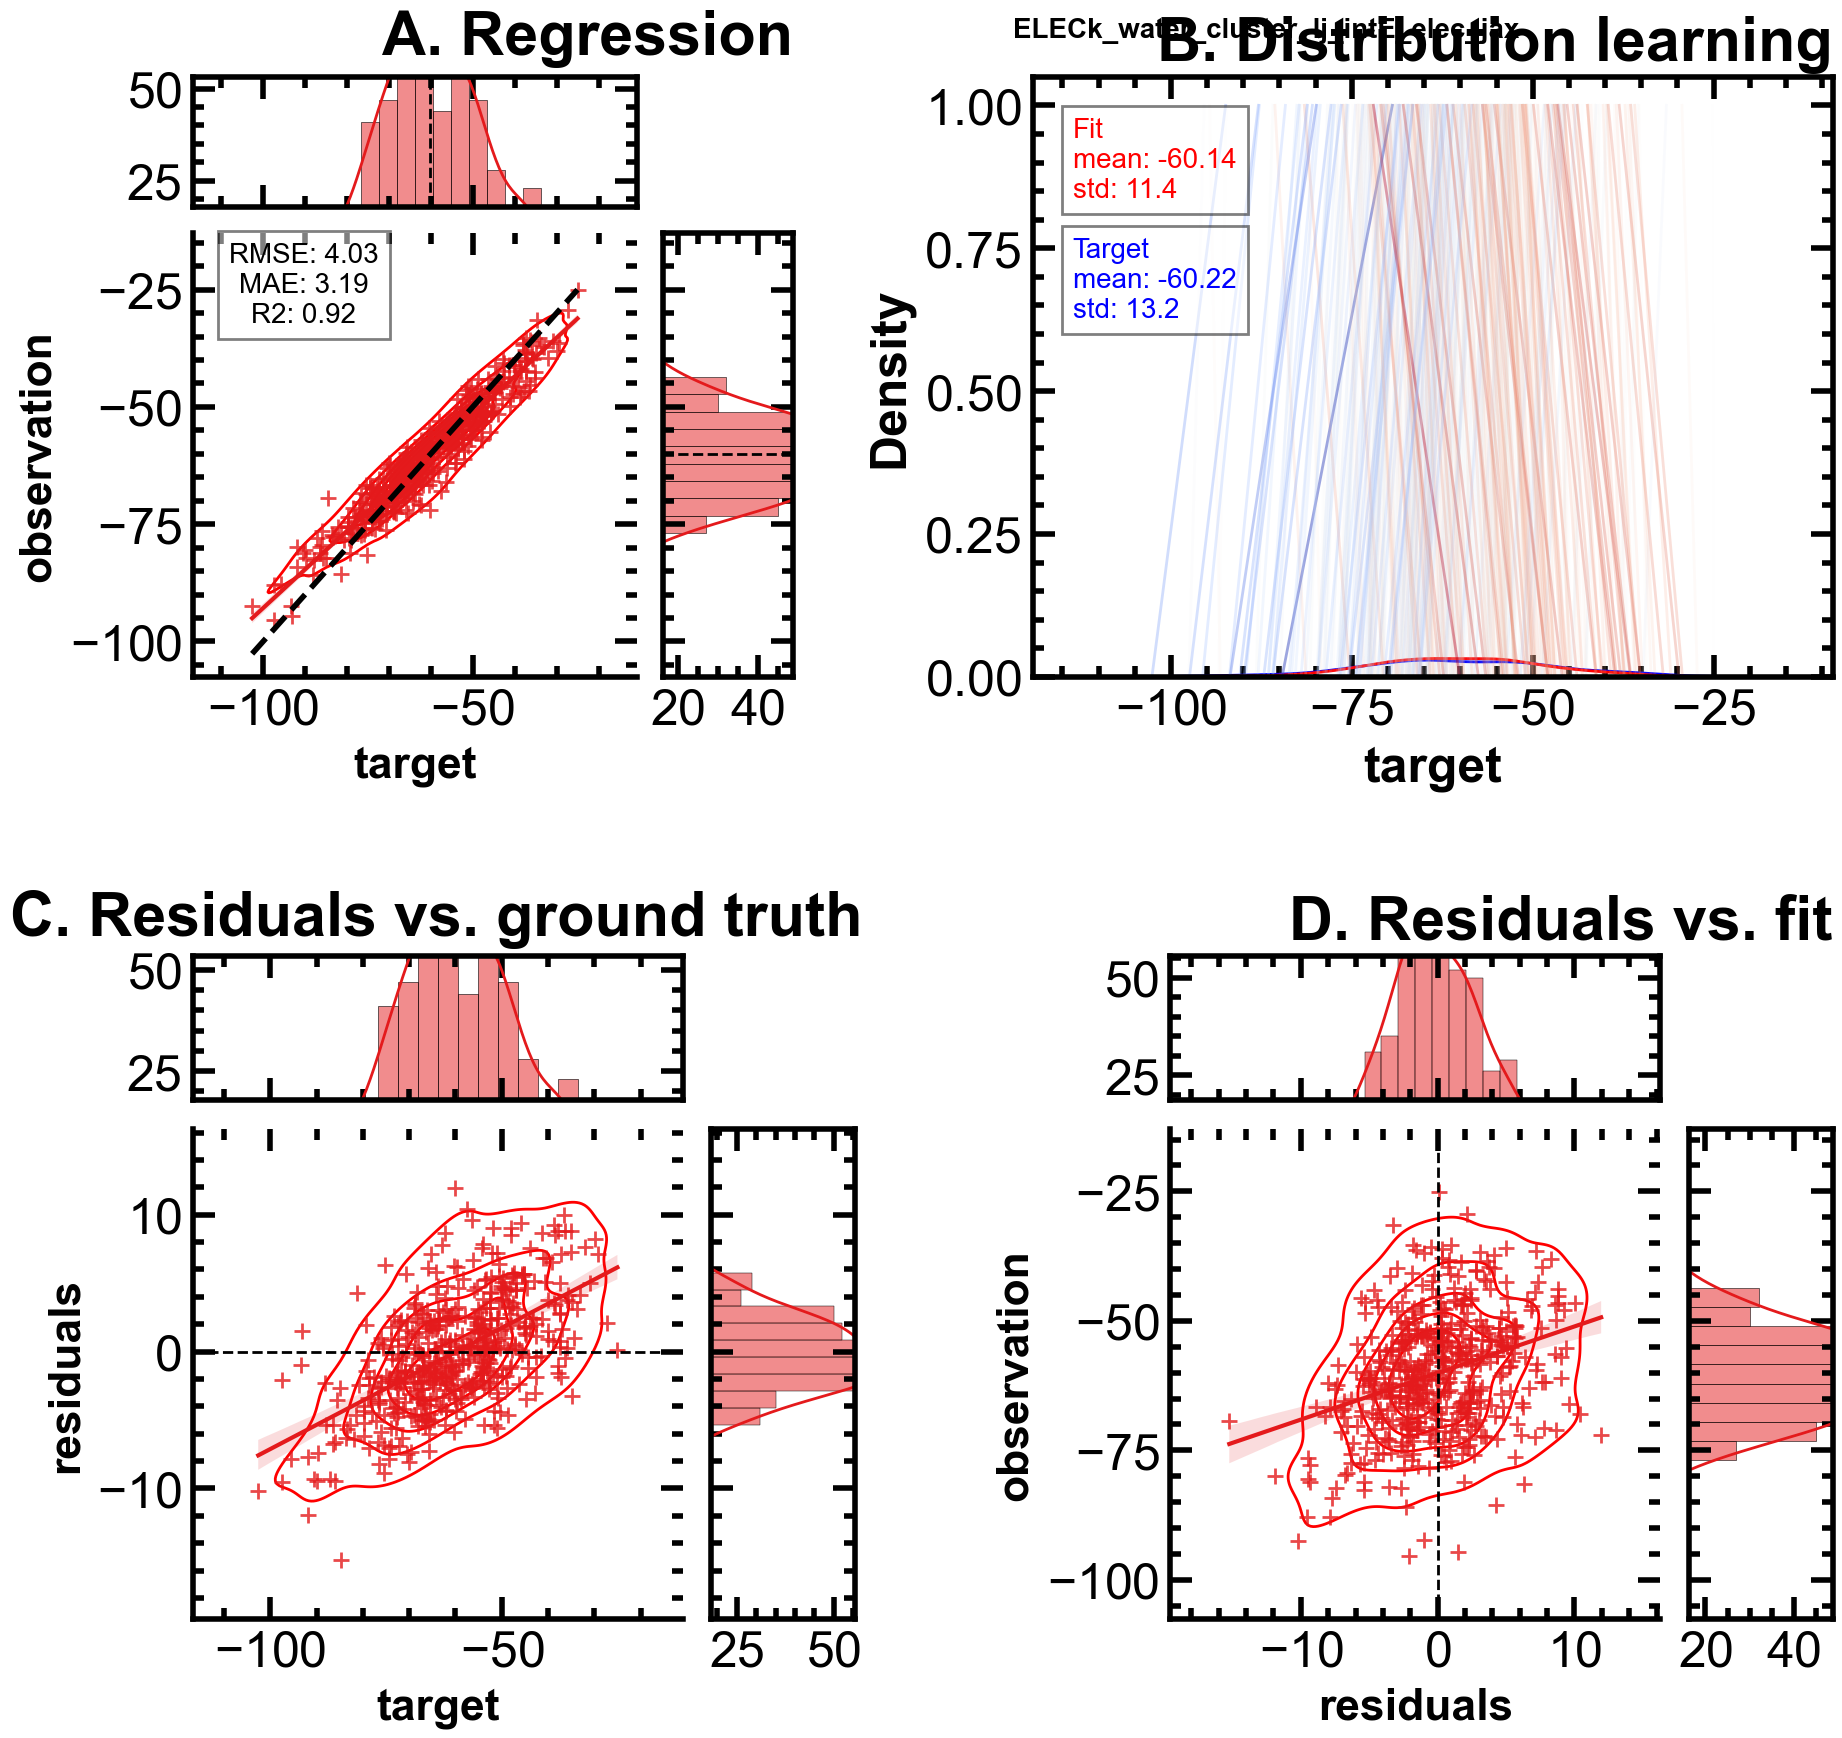 A. Regression
50
25
RMSE: 4.03
MAE: 3.19
R2: 0.92
−25
−50
−75
−100
observation
−100 −50
target
20 40
B. Distribution learning
1.00
0.75
0.50
0.25
0.00
Density
Fit
mean: -60.14
std: 11.4
Target
mean: -60.22
std: 13.2
−100 −75 −50 −25
target
C. Residuals vs. ground truth
50
25
10
0
−10
residuals
−100 −50
target
25 50
D. Residuals vs. fit
50
25
−25
−50
−75
−100
observation
−10 0 10
residuals
20 40